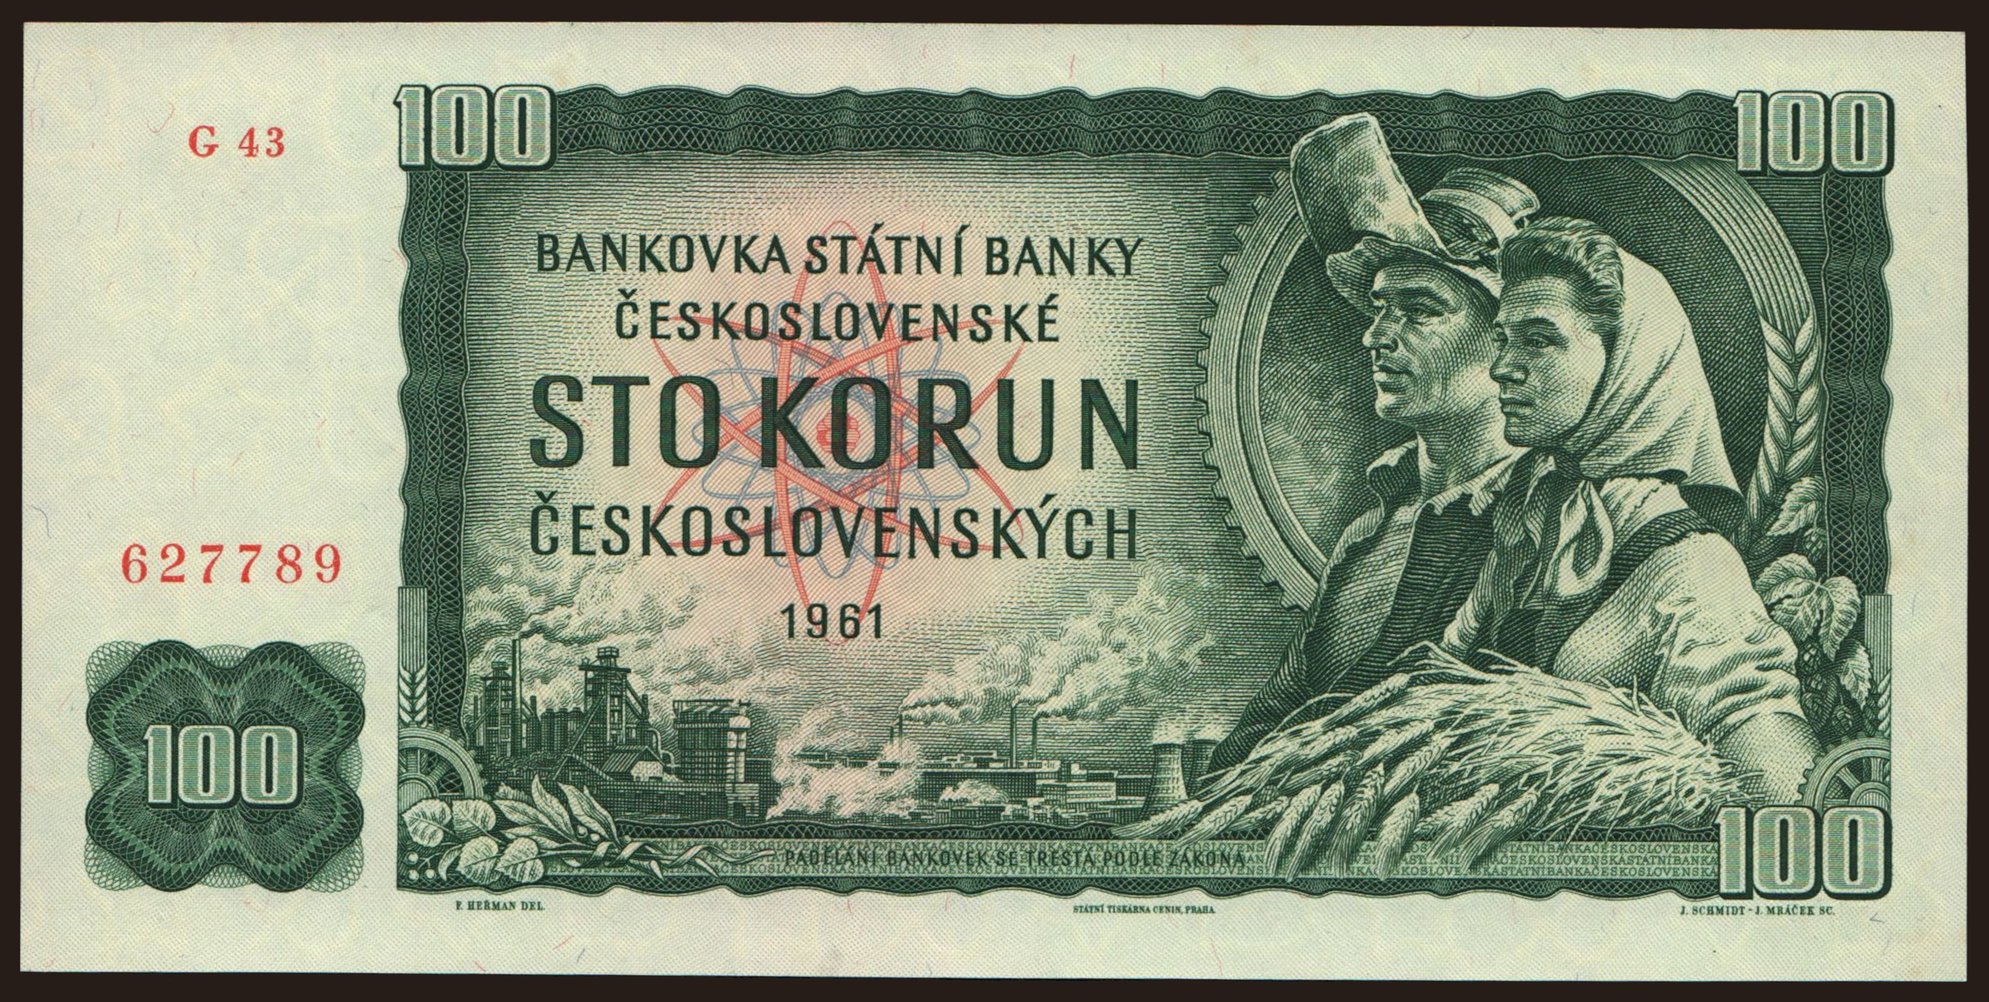 100
100
G 43
BANKOVKA STÁTNÍ BANKY
ČESKOSLOVENSKÉ
STO KORUN
ČESKOSLOVENSKÝCH
627789
1961
100
100
PADĚLÁNÍ BANKOVEK SE TRESTÁ PODLE ZÁKONA
F. HEŘMAN DEL.
STÁTNÍ TISKÁRNA CENIN, PRAHA
J. SCHMIDT - J. MRÁČEK SC.